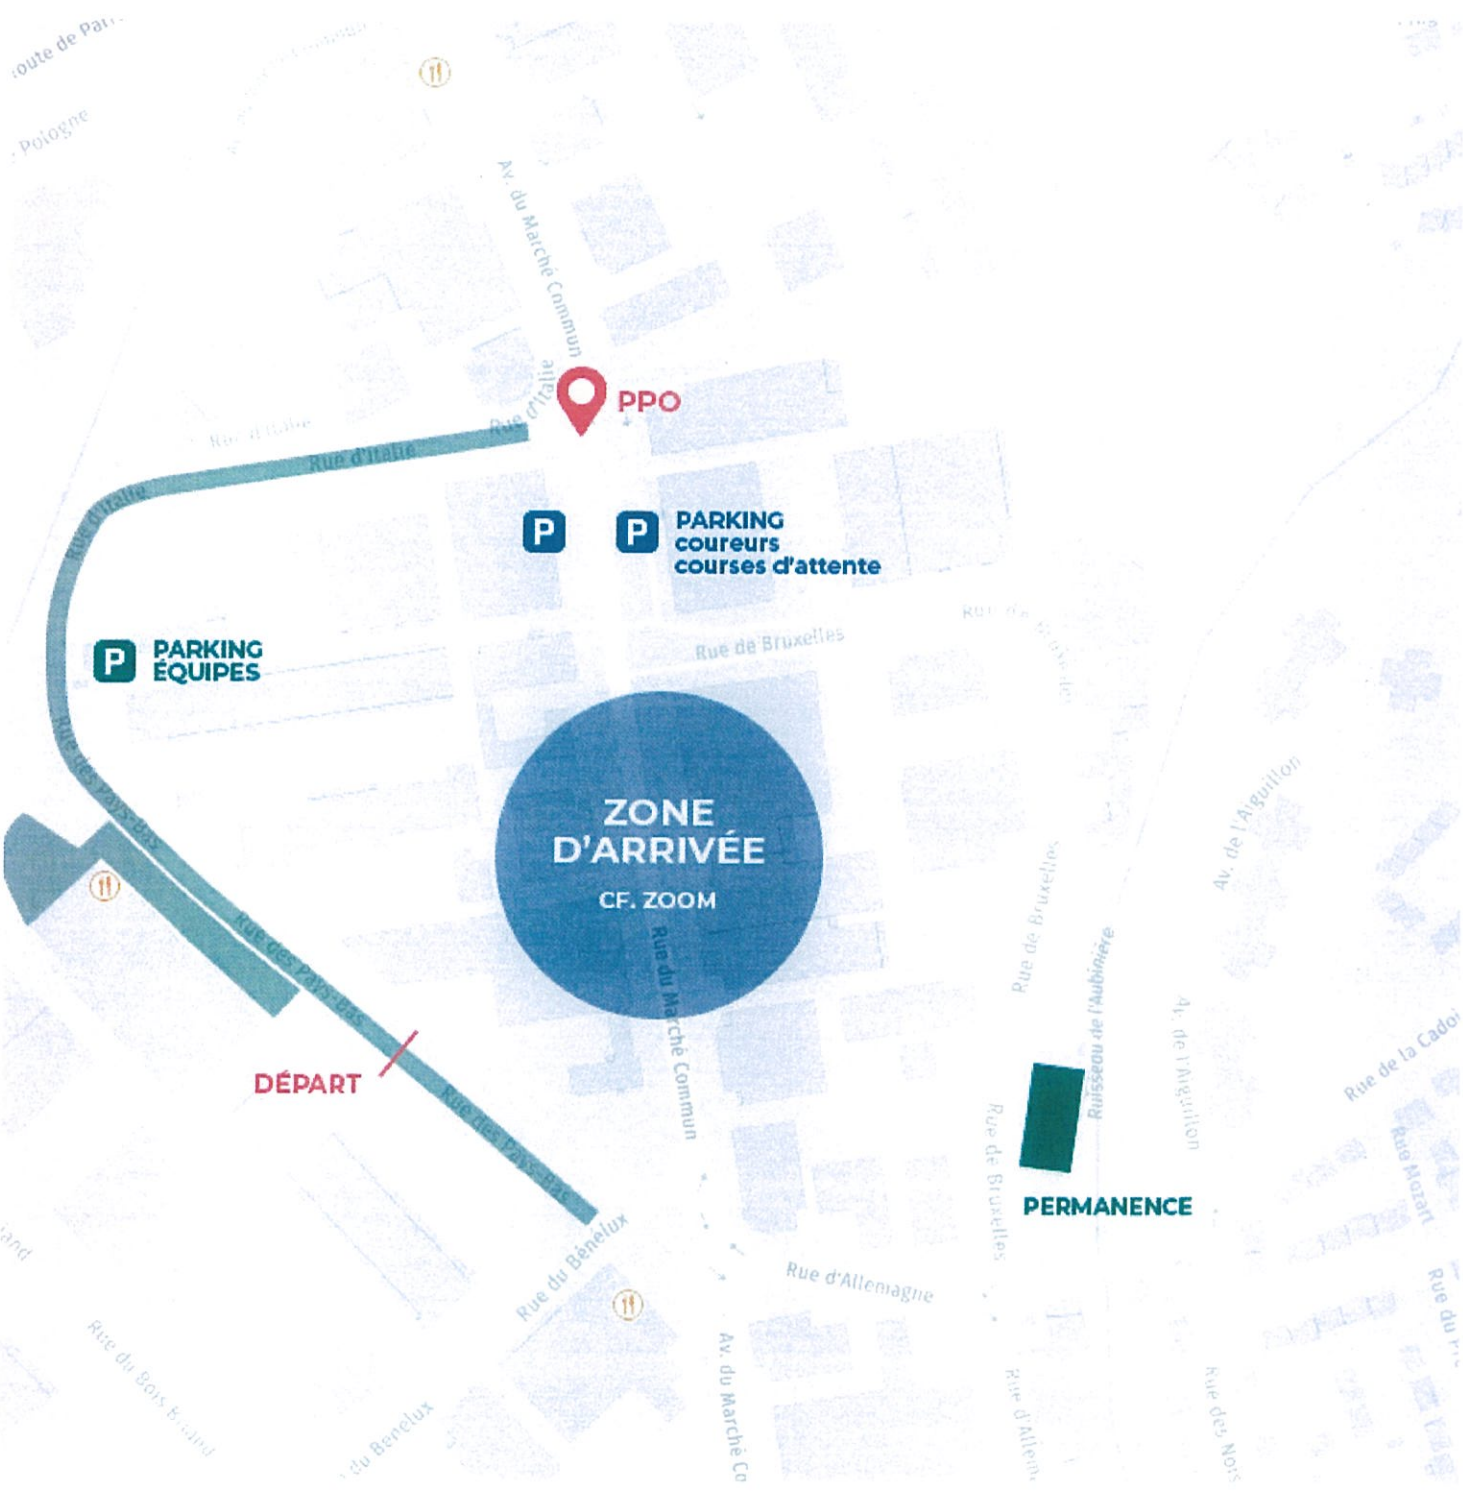 Pologne
Av. du Marché Commun
PPO
Rue d'Italie
Rue d'Italie
Rue d'Italie
Rue d'Italie
P
P
PARKING
coureurs
courses d'attente
Rue de Bruxelles
P
PARKING
ÉQUIPES
Rue des Pays-Bas
ZONE
D'ARRIVÉE
CF. ZOOM
Av. de l'Aiguillon
Rue de Bruxelles
Rue des Pays-Bas
Rue du Marché Commun
Ruisseau de l'Aubinière
Av. de l'Aiguillon
DÉPART
Rue des Pays-Bas
Rue de Bruxelles
PERMANENCE
Rue Mozart
Rue du Bénélux
Rue d'Allemagne
Av. du Marché Co
du Benelux